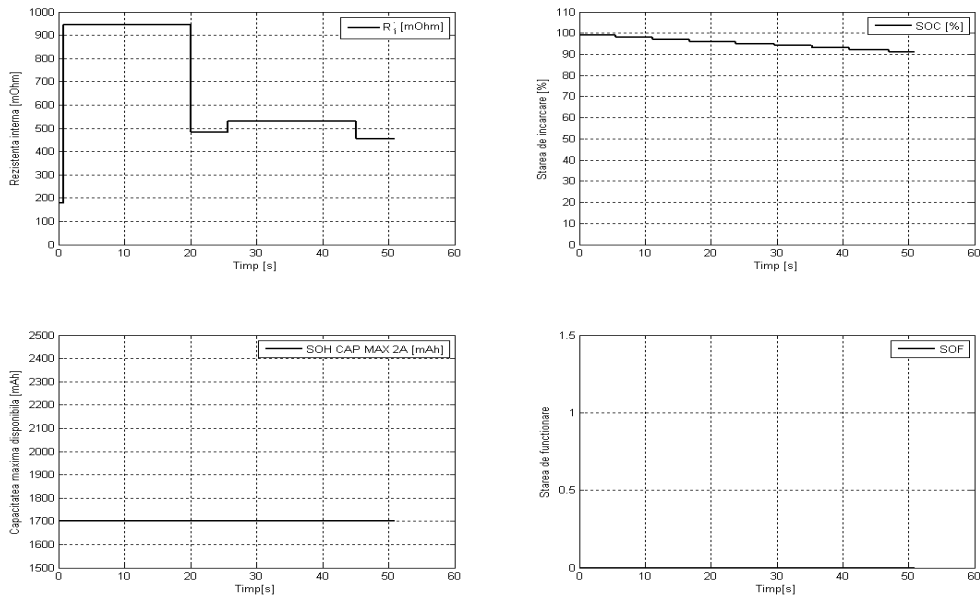 R i [mOhm]
Rezistenta interna [mOhm]
1000
900
800
700
600
500
400
300
200
100
0
0 10 20 30 40 50 60
Timp [s]
SOC [%]
Starea de incarcare [%]
110
100
90
80
70
60
50
40
30
20
10
0
0 10 20 30 40 50 60
Timp [s]
SOH CAP MAX 2A [mAh]
Capacitatea maxima disponibila [mAh]
2500
2400
2300
2200
2100
2000
1900
1800
1700
1600
1500
0 10 20 30 40 50 60
Timp[s]
SOF
Starea de functionare
1.5
1
0.5
0
0 10 20 30 40 50 60
Timp[s]